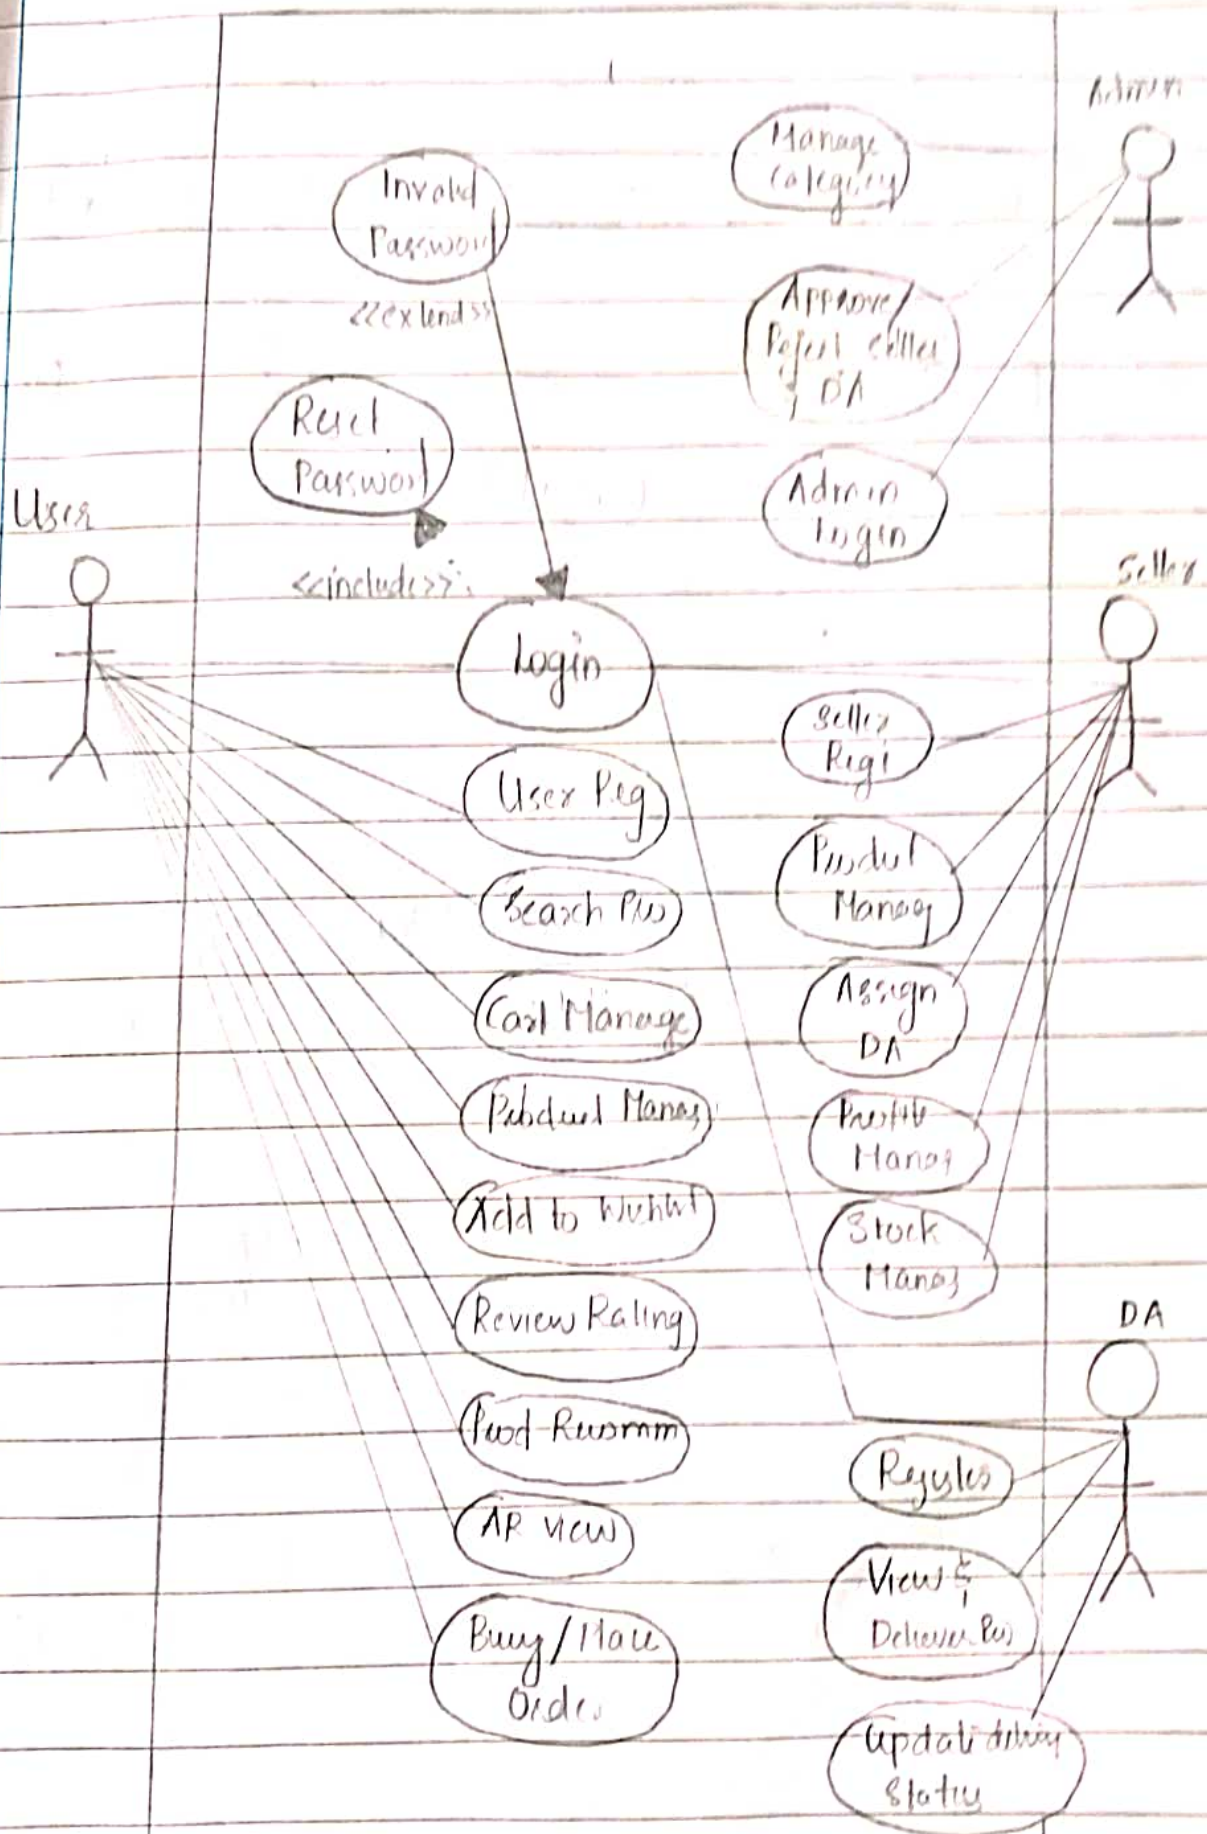 Admin
Manage
Category
Invalid
Password
<<extend>>
Approve/
Reject Seller
& DA
Reset
Password
Admin
Login
User
<<include>>
Seller
Login
Seller
Regi
User Reg
Product
Manag
Search Pro
Assign
DA
Cart Manage
Product Manag
Profile
Manag
Add to Wishlist
Stock
Manag
Review Rating
DA
Prod Recomm
Register
AR View
View &
Deliever Pro
Buy/Place
Order
Update delivery
Status